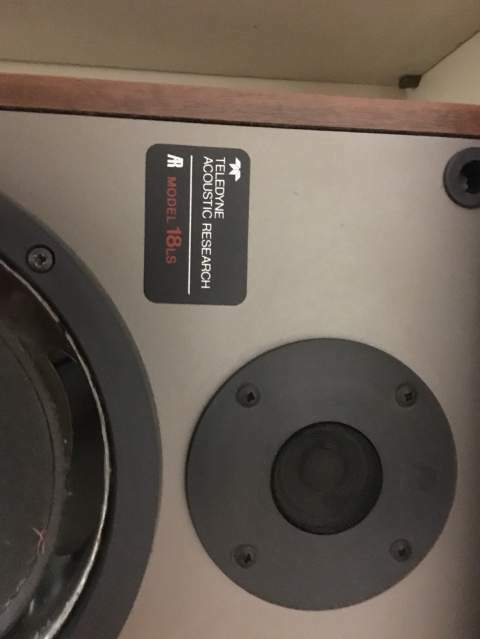 TELEDYNE
ACOUSTIC RESEARCH
AR MODEL 18LS